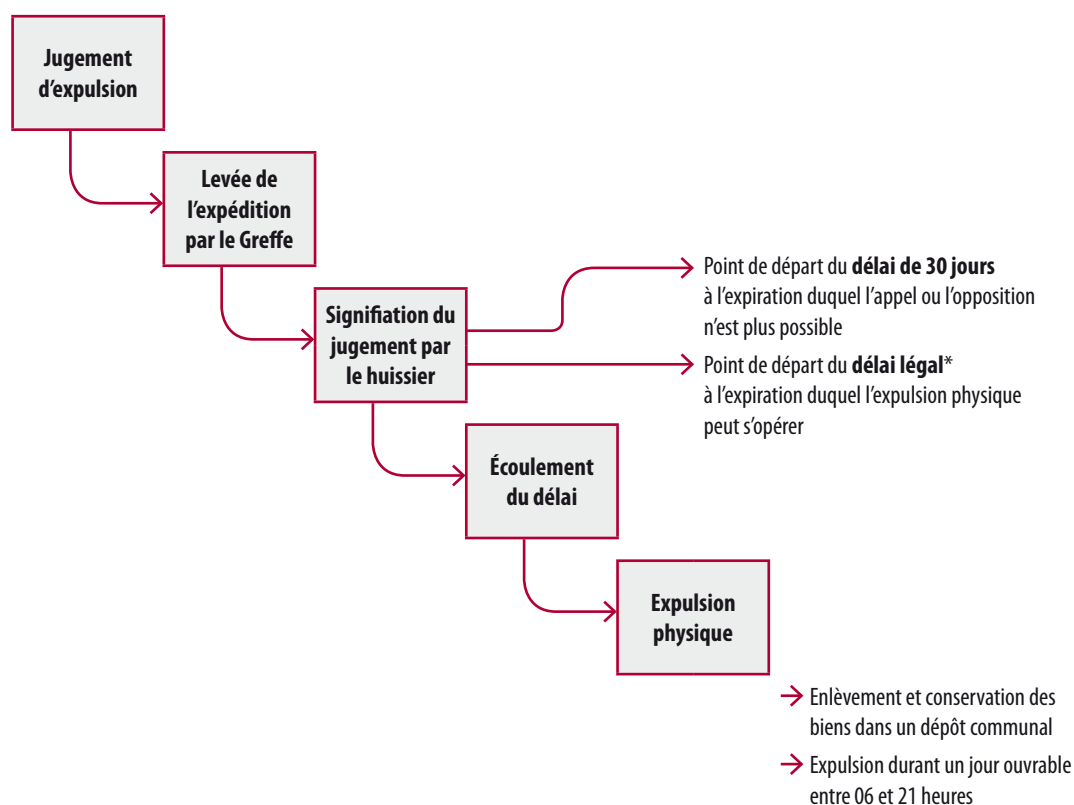 Jugement
d'expulsion
Levée de
l'expédition
par le Greffe
Signifiation du
jugement par
le huissier
Point de départ du délai de 30 jours
à l'expiration duquel l'appel ou l'opposition
n'est plus possible
Point de départ du délai légal*
à l'expiration duquel l'expulsion physique
peut s'opérer
Écoulement
du délai
Expulsion
physique
Enlèvement et conservation des
biens dans un dépôt communal
Expulsion durant un jour ouvrable
entre 06 et 21 heures